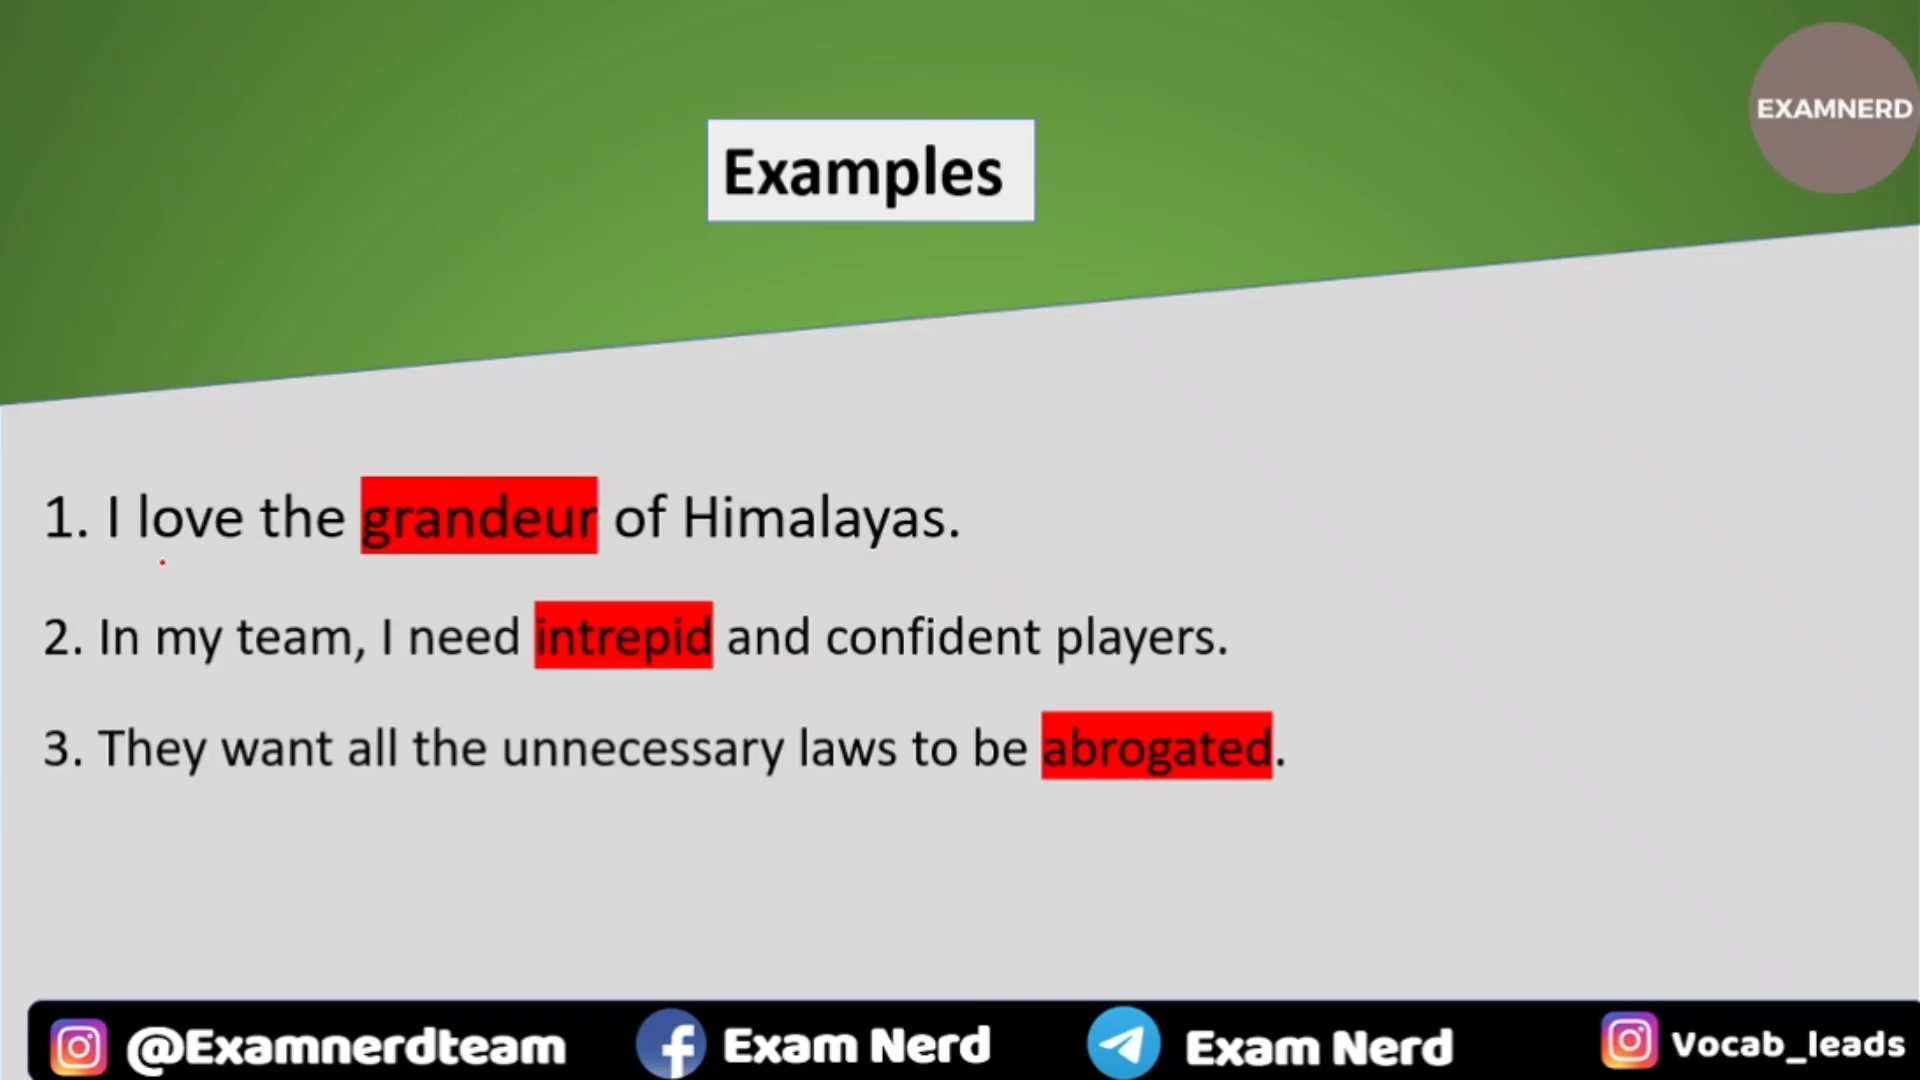 EXAMNERD
Examples
1. I love the grandeur of Himalayas.
2. In my team, I need intrepid and confident players.
3. They want all the unnecessary laws to be abrogated.
@Examnerdteam
Exam Nerd
Exam Nerd
Vocab_leads